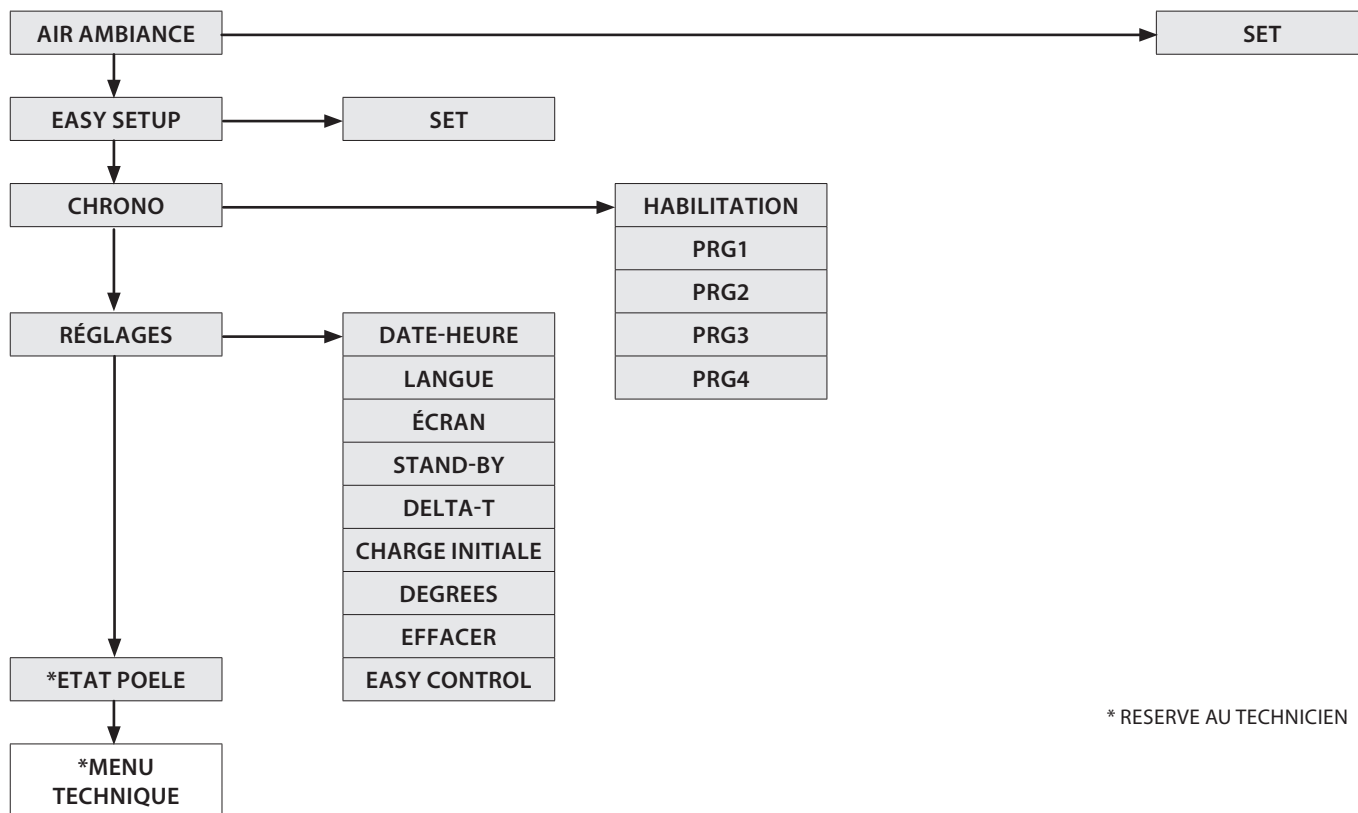 AIR AMBIANCE
SET
EASY SETUP
SET
CHRONO
HABILITATION
PRG1
PRG2
PRG3
PRG4
RÉGLAGES
DATE-HEURE
LANGUE
ÉCRAN
STAND-BY
DELTA-T
CHARGE INITIALE
DEGREES
EFFACER
EASY CONTROL
*ETAT POELE
* RESERVE AU TECHNICIEN
*MENU
TECHNIQUE